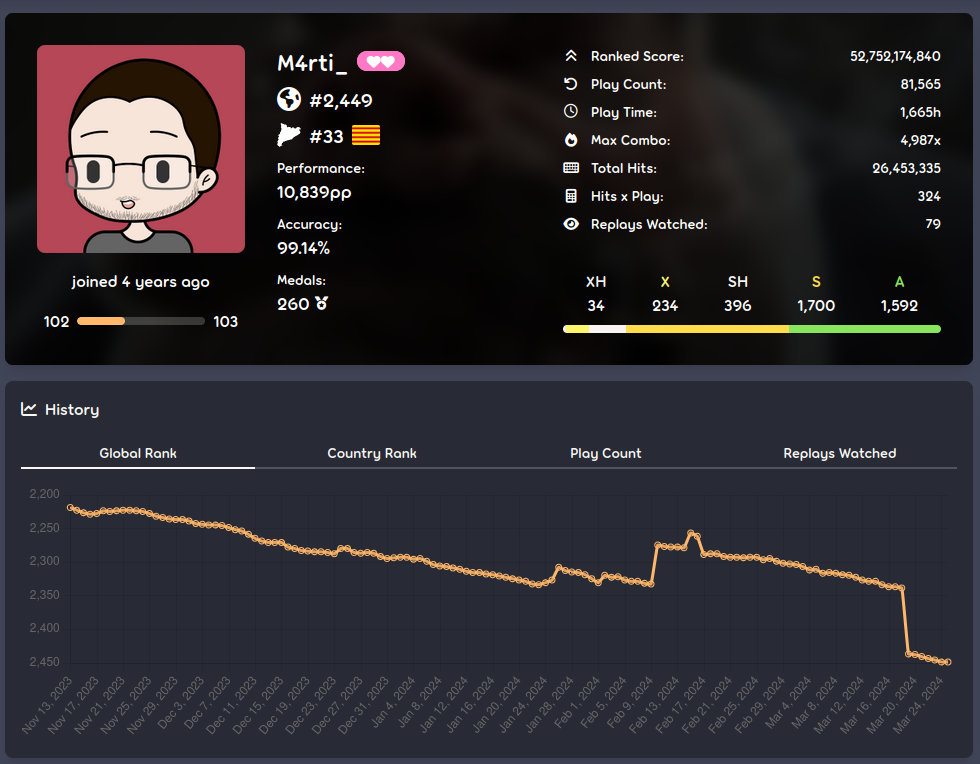 M4rti_
#2,449
#33
Performance:
10,839pp
Accuracy:
99.14%
Medals:
260
joined 4 years ago
102 103
Ranked Score: 52,752,174,840
Play Count: 81,565
Play Time: 1,665h
Max Combo: 4,987x
Total Hits: 26,453,335
Hits x Play: 324
Replays Watched: 79
XH X SH S A
34 234 396 1,700 1,592
History
Global Rank Country Rank Play Count Replays Watched
2,200
2,250
2,300
2,350
2,400
2,450
Nov 13, 2023 Nov 17, 2023 Nov 21, 2023 Nov 25, 2023 Nov 29, 2023 Dec 3, 2023 Dec 7, 2023 Dec 11, 2023 Dec 15, 2023 Dec 19, 2023 Dec 23, 2023 Dec 27, 2023 Dec 31, 2023 Jan 4, 2024 Jan 8, 2024 Jan 12, 2024 Jan 16, 2024 Jan 20, 2024 Jan 24, 2024 Jan 28, 2024 Feb 1, 2024 Feb 5, 2024 Feb 9, 2024 Feb 13, 2024 Feb 17, 2024 Feb 21, 2024 Feb 25, 2024 Feb 29, 2024 Mar 4, 2024 Mar 8, 2024 Mar 12, 2024 Mar 16, 2024 Mar 20, 2024 Mar 24, 2024